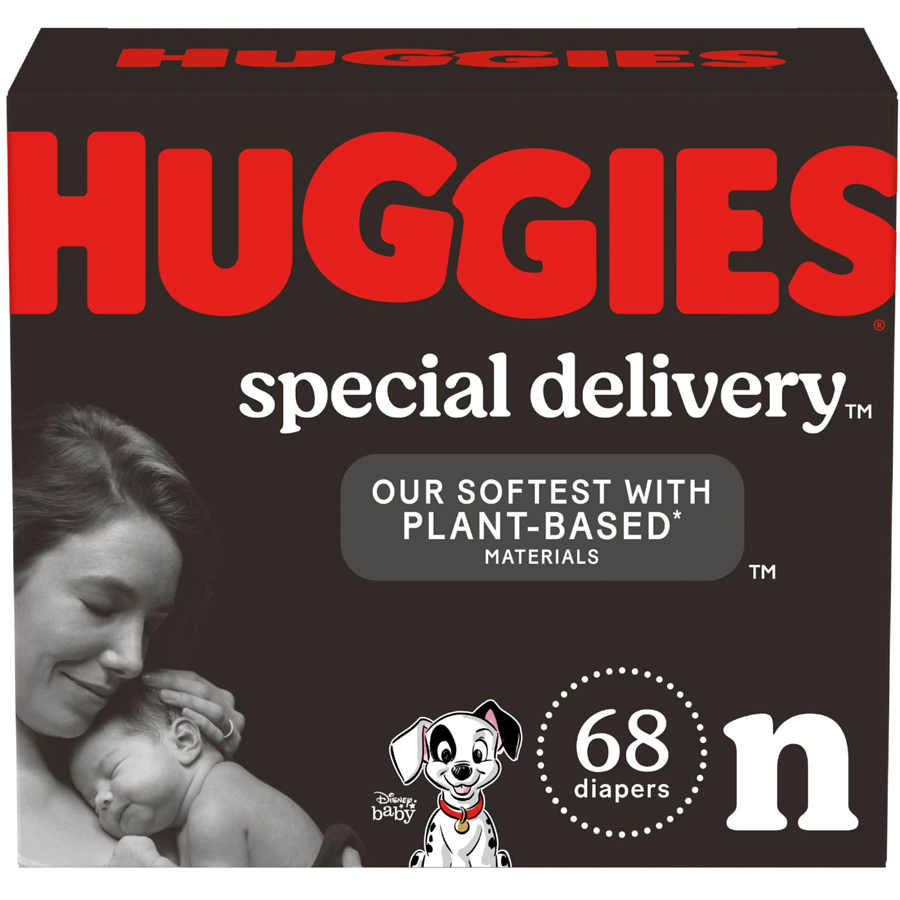 HUGGIES
HUGGIES®
special delivery™
OUR SOFTEST WITH
PLANT-BASED*
MATERIALS
™
Disney
baby
68
diapers
n